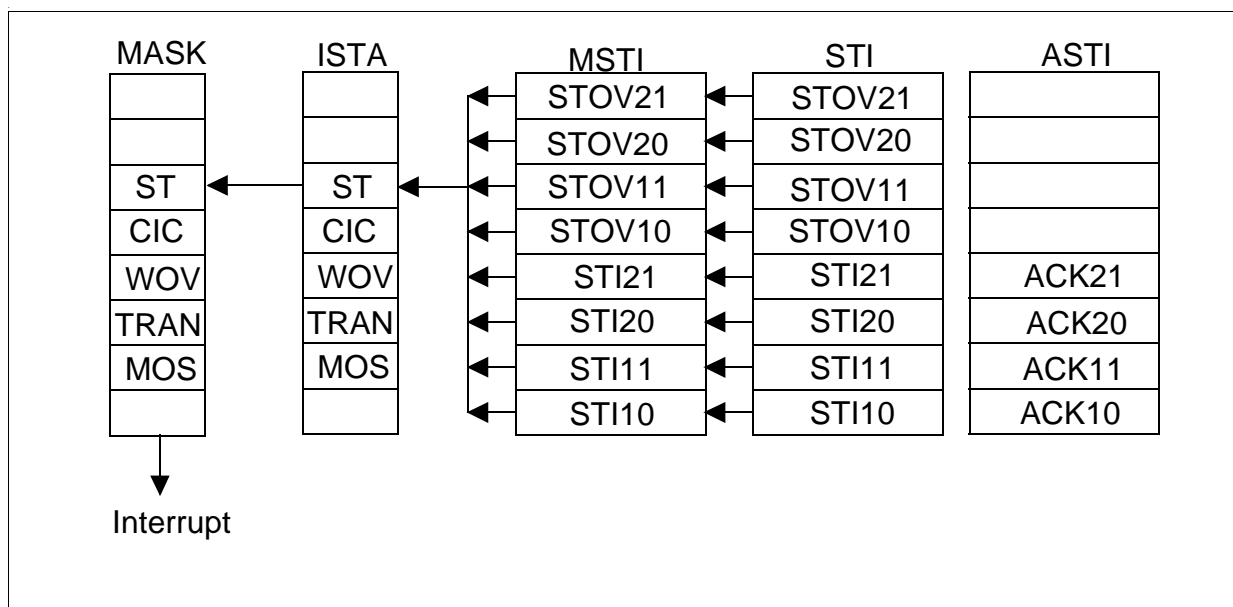 MASK ISTA MSTI STI ASTI
STOV21 STOV21
STOV20 STOV20
ST ST STOV11 STOV11
CIC CIC STOV10 STOV10
WOV WOV STI21 STI21 ACK21
TRAN TRAN STI20 STI20 ACK20
MOS MOS STI11 STI11 ACK11
STI10 STI10 ACK10
Interrupt